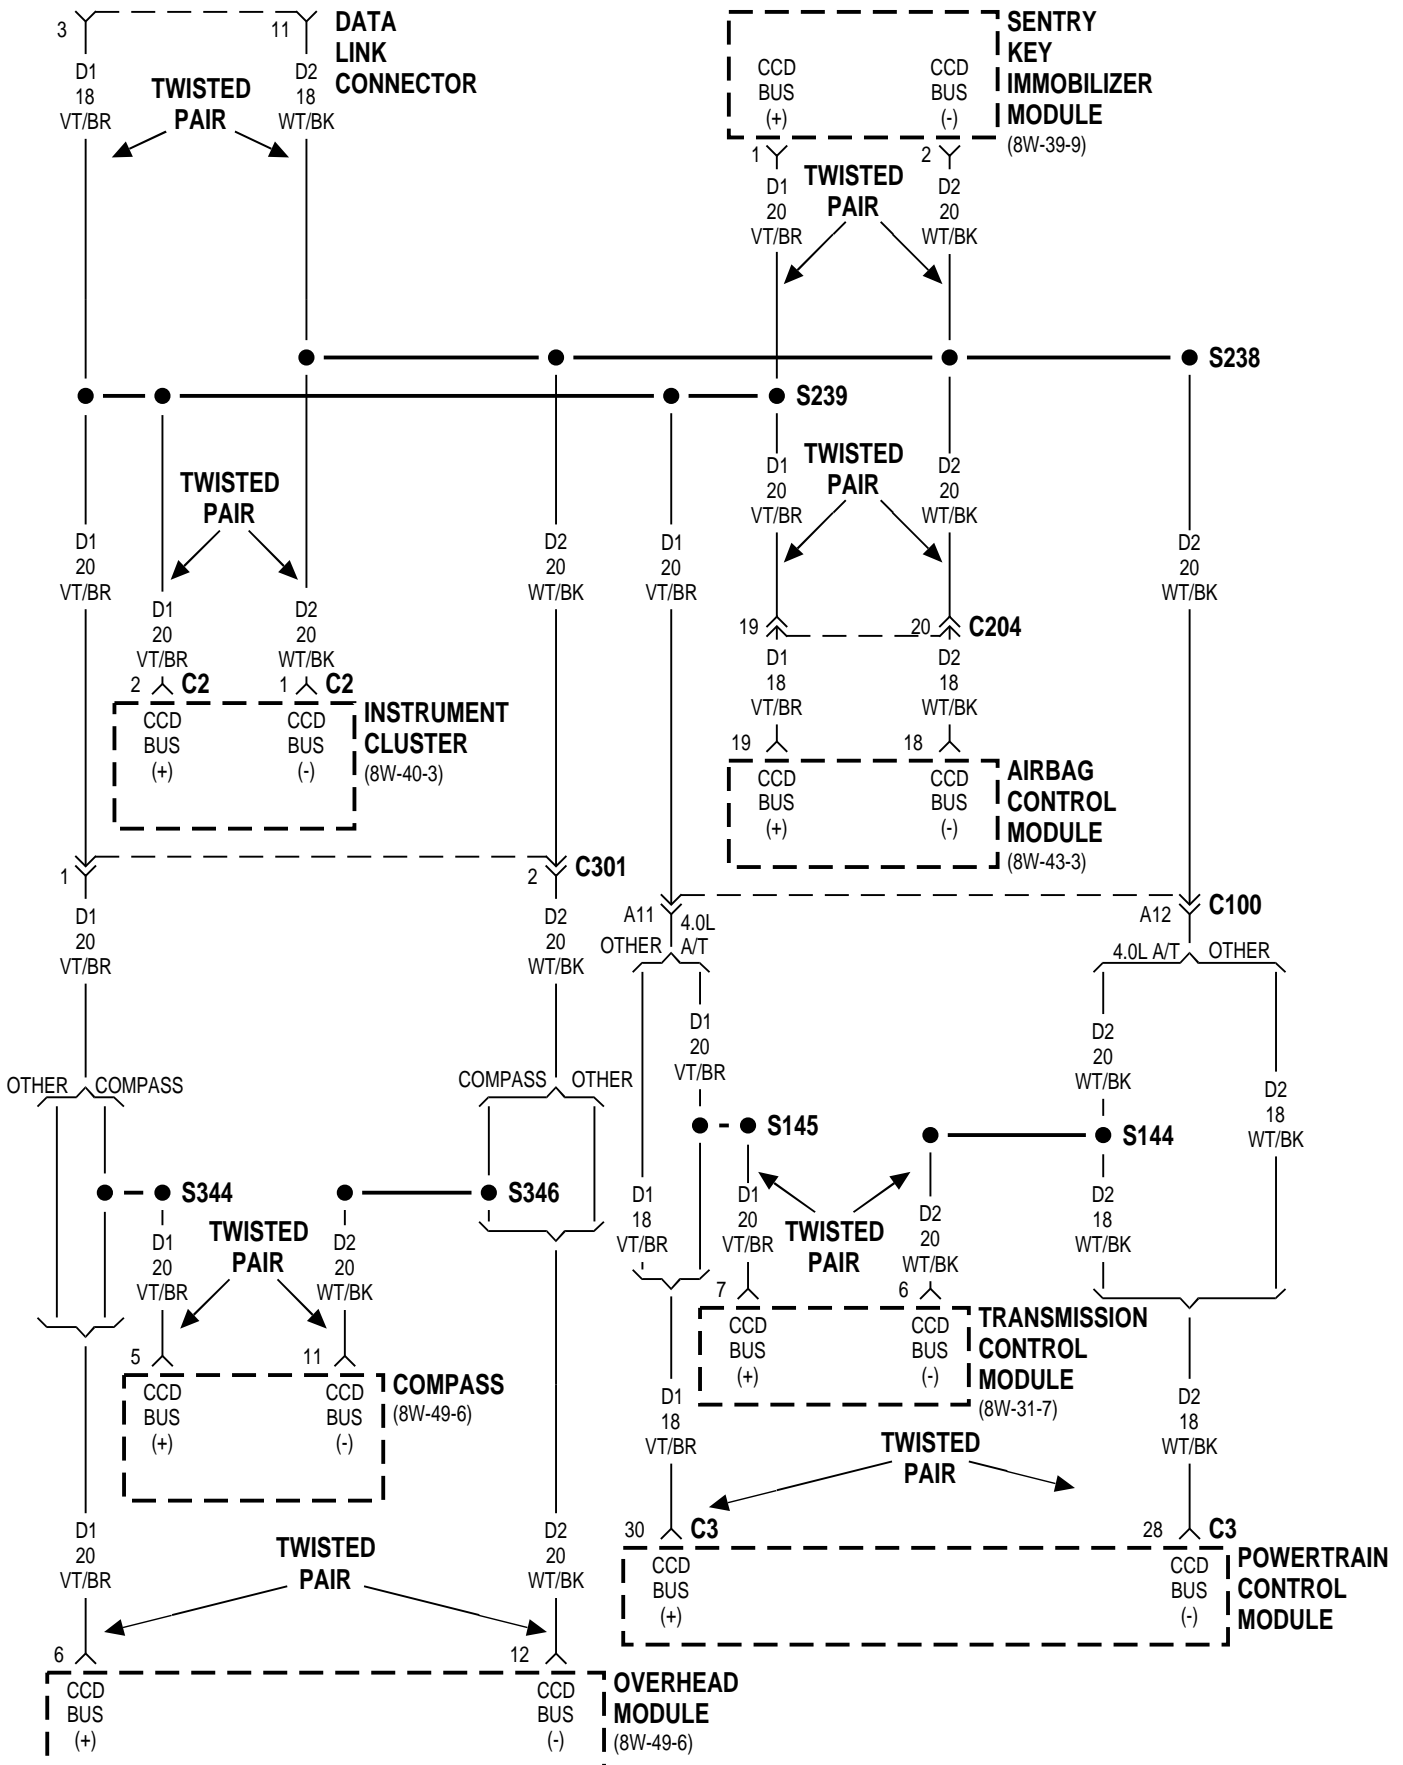 3
11
DATA
LINK
CONNECTOR
D1
18
VT/BR
TWISTED
PAIR
D2
18
WT/BK
CCD
BUS
(+)
CCD
BUS
(-)
SENTRY
KEY
IMMOBILIZER
MODULE
(8W-39-9)
1
2
D1
20
VT/BR
TWISTED
PAIR
D2
20
WT/BK
S238
S239
D1
20
VT/BR
TWISTED
PAIR
D2
20
VT/BR
WT/BK
D1
20
TWISTED
PAIR
D2
20
WT/BK
D1
20
VT/BR
D2
20
WT/BK
D1
20
VT/BR
D2
20
WT/BK
19
20
C204
2
C2
1
C2
CCD
BUS
(+)
CCD
BUS
(-)
INSTRUMENT
CLUSTER
(8W-40-3)
D1
18
VT/BR
D2
18
WT/BK
19
18
CCD
BUS
(+)
CCD
BUS
(-)
AIRBAG
CONTROL
MODULE
(8W-43-3)
1
2
C301
D1
20
VT/BR
D2
20
WT/BK
A11
4.0L
A/T
OTHER
A12
C100
4.0L A/T
OTHER
D1
20
VT/BR
D2
20
WT/BK
D2
18
WT/BK
OTHER
COMPASS
COMPASS
OTHER
S145
S144
S344
S346
D1
20
VT/BR
TWISTED
PAIR
D2
20
WT/BK
D1
18
VT/BR
D1
20
VT/BR
TWISTED
PAIR
D2
20
WT/BK
D2
18
WT/BK
7
6
CCD
BUS
(+)
CCD
BUS
(-)
TRANSMISSION
CONTROL
MODULE
(8W-31-7)
5
11
CCD
BUS
(+)
CCD
BUS
(-)
COMPASS
(8W-49-6)
D1
18
VT/BR
TWISTED
PAIR
D2
18
WT/BK
30
C3
28
C3
CCD
BUS
(+)
CCD
BUS
(-)
POWERTRAIN
CONTROL
MODULE
D1
20
VT/BR
TWISTED
PAIR
D2
20
WT/BK
6
12
CCD
BUS
(+)
CCD
BUS
(-)
OVERHEAD
MODULE
(8W-49-6)